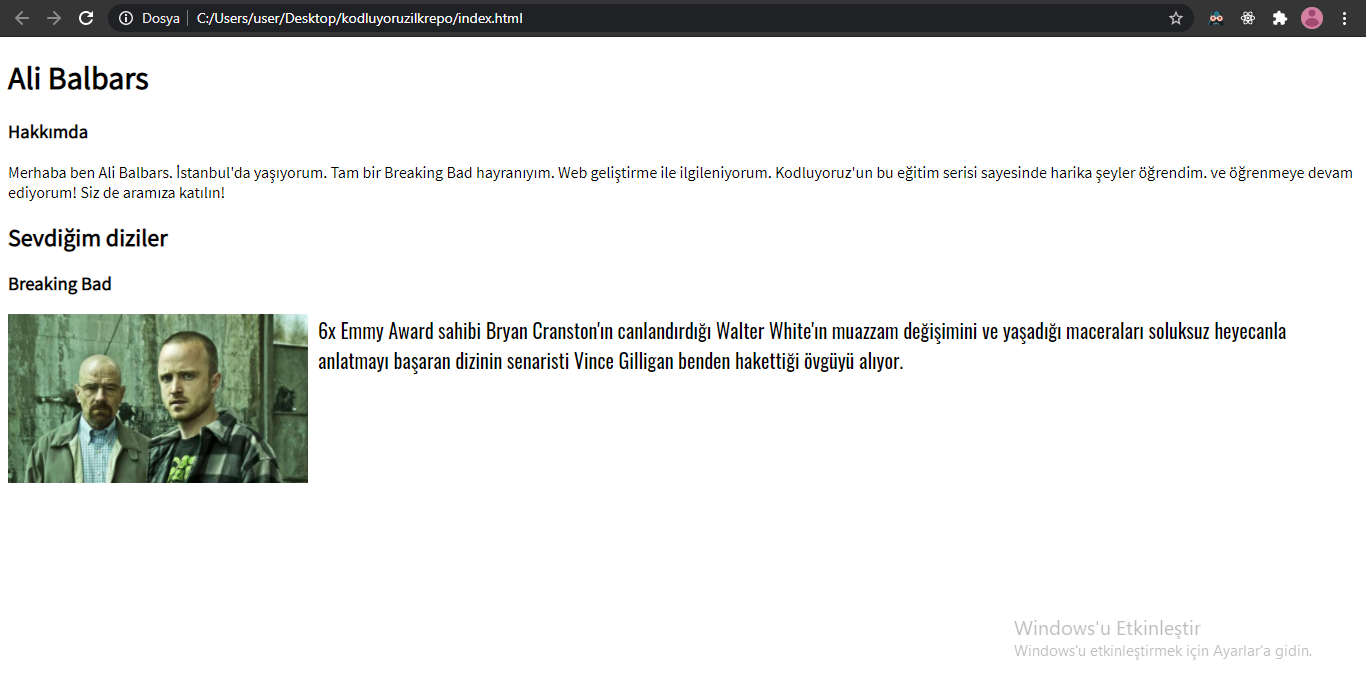 Dosya
C:/Users/user/Desktop/kodluyoruzilkrepo/index.html
Ali Balbars
Hakkımda
Merhaba ben Ali Balbars. İstanbul'da yaşıyorum. Tam bir Breaking Bad hayranıyım. Web geliştirme ile ilgileniyorum. Kodluyoruz'un bu eğitim serisi sayesinde harika şeyler öğrendim. ve öğrenmeye devam
ediyorum! Siz de aramıza katılın!
Sevdiğim diziler
Breaking Bad
6x Emmy Award sahibi Bryan Cranston'ın canlandırdığı Walter White'ın muazzam değişimini ve yaşadığı maceraları soluksuz heyecanla
anlatmayı başaran dizinin senaristi Vince Gilligan benden hakettiği övgüyü alıyor.
Windows'u Etkinleştir
Windows'u etkinleştirmek için Ayarlar'a gidin.